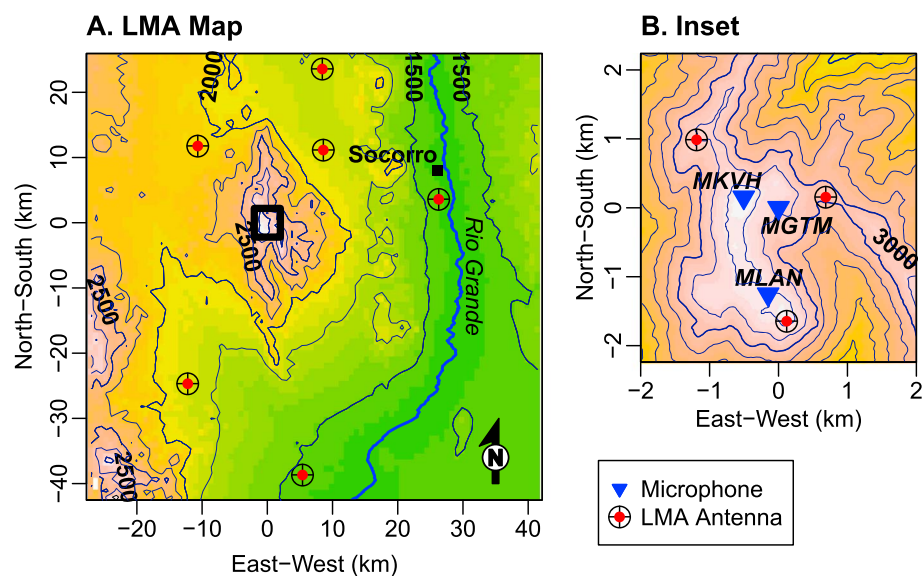 A. LMA Map
20
10
0
−10
−20
−30
−40
North−South (km)
−20
−10
0
10
20
30
40
East−West (km)
2000
1500
1500
Socorro
2500
2500
2500
Rio Grande
N
B. Inset
2
1
0
−1
−2
North−South (km)
−2
−1
0
1
2
East−West (km)
MKVH
MGTM
MLAN
3000
Microphone
LMA Antenna